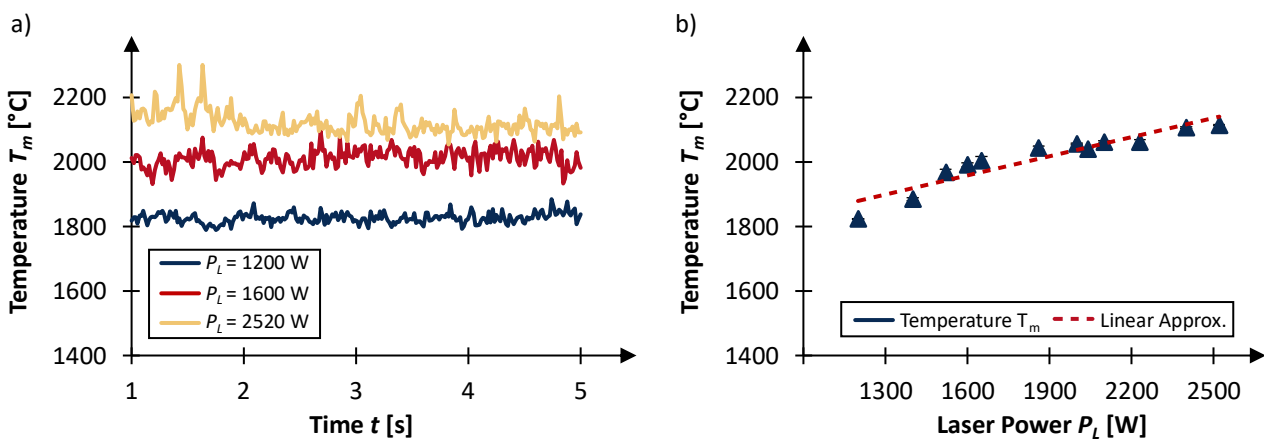 a)
Temperature T_m [°C]
2200
2000
1800
1600
1400
P_L = 1200 W
P_L = 1600 W
P_L = 2520 W
1 2 3 4 5
Time t [s]
b)
Temperature T_m [°C]
2200
2000
1800
1600
1400
Temperature T_m Linear Approx.
1300 1600 1900 2200 2500
Laser Power P_L [W]